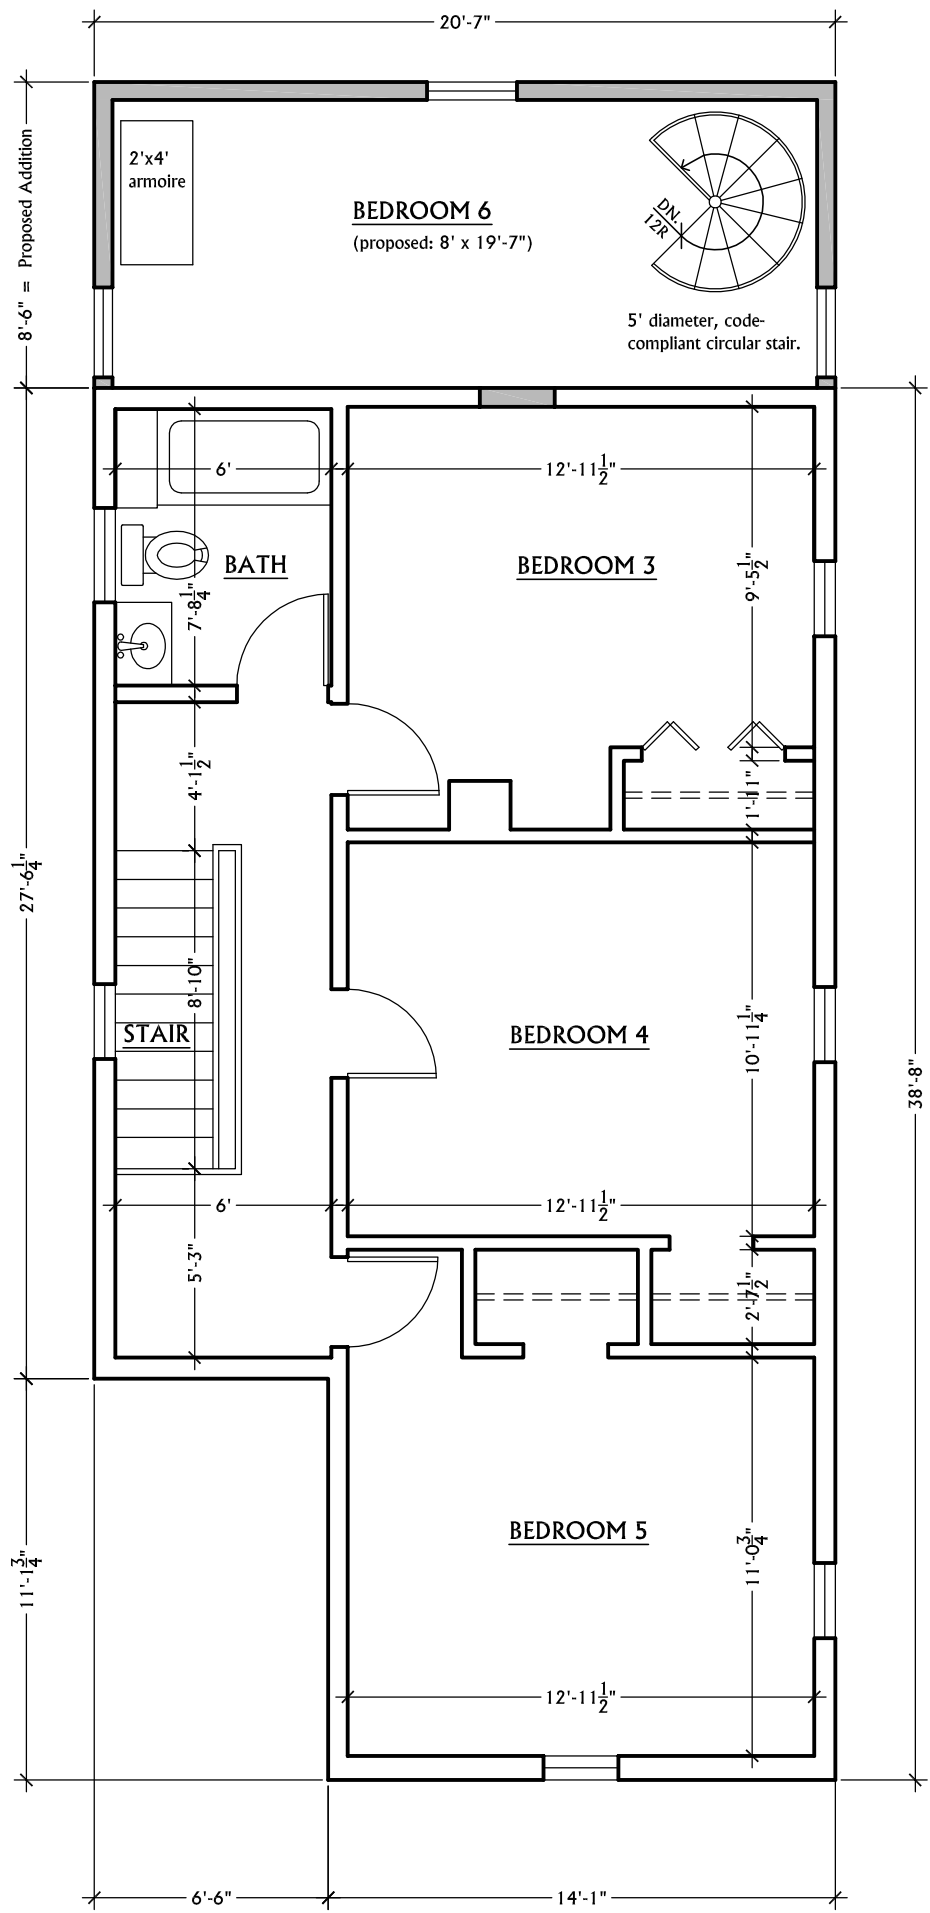 20'-7"
8'-6" = Proposed Addition
2'x4'
armoire
BEDROOM 6
(proposed: 8' x 19'-7")
DN.
12R
5' diameter, code-
compliant circular stair.
6'
12'-11 1/2"
BATH
BEDROOM 3
9'-5 1/2"
7'-8 1/4"
4'-1 1/2"
1'-11"
27'-6 1/4"
8'-10"
STAIR
BEDROOM 4
10'-11 1/4"
38'-8"
6'
12'-11 1/2"
5'-3"
2'-7 1/2"
BEDROOM 5
11'-0 3/4"
11'-1 3/4"
12'-11 1/2"
6'-6"
14'-1"